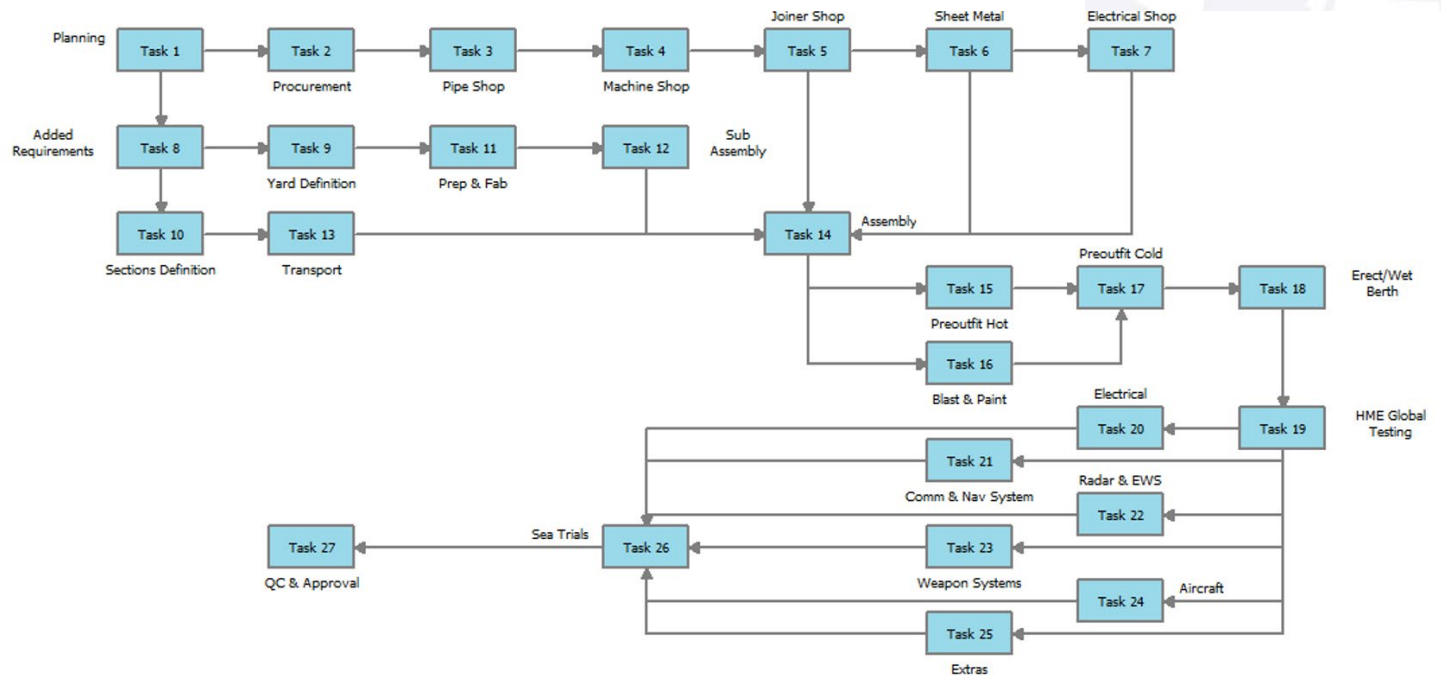 Joiner Shop
Sheet Metal
Electrical Shop
Planning
Task 1
Task 2
Task 3
Task 4
Task 5
Task 6
Task 7
Procurement
Pipe Shop
Machine Shop
Added
Requirements
Task 8
Task 9
Task 11
Task 12
Sub
Assembly
Yard Definition
Prep & Fab
Task 10
Task 13
Task 14
Assembly
Sections Definition
Transport
Preoutfit Cold
Task 15
Task 17
Task 18
Erect/Wet
Berth
Preoutfit Hot
Task 16
Blast & Paint
Electrical
Task 20
Task 19
HME Global
Testing
Task 21
Comm & Nav System
Radar & EWS
Task 22
Sea Trials
Task 27
Task 26
Task 23
QC & Approval
Weapon Systems
Task 24
Aircraft
Task 25
Extras